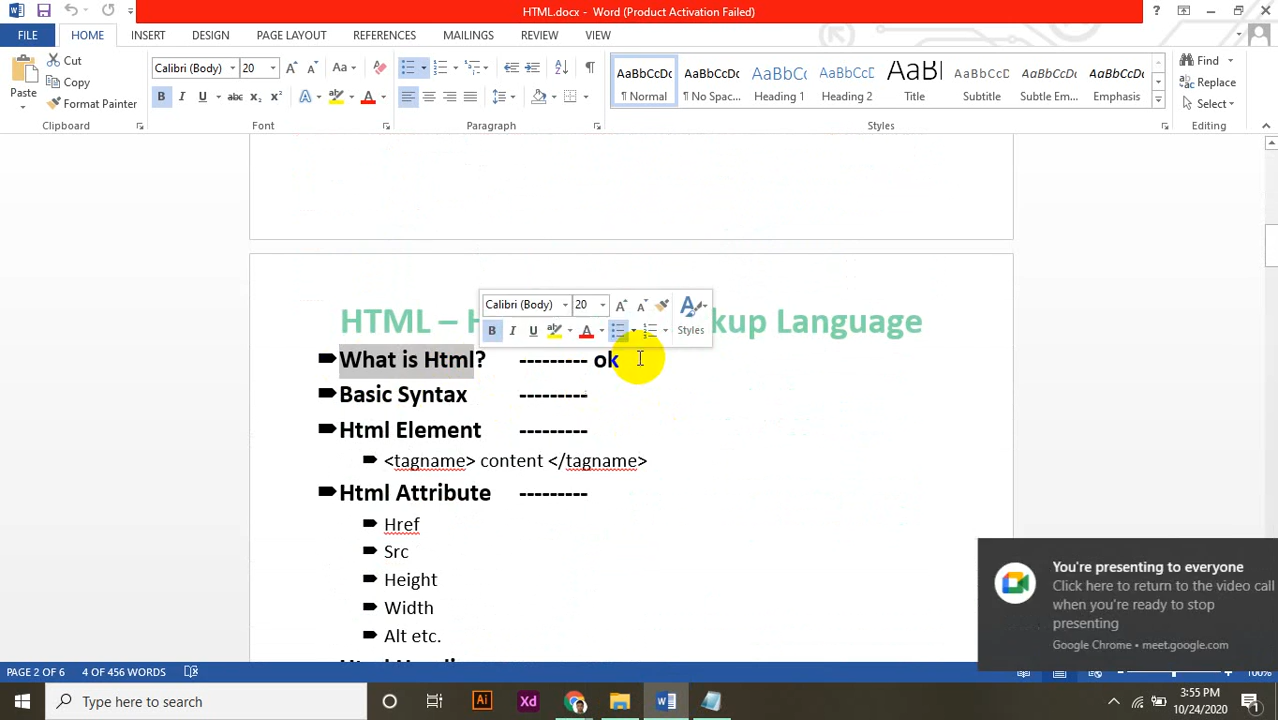 HTML.docx - Word (Product Activation Failed)
FILE HOME INSERT DESIGN PAGE LAYOUT REFERENCES MAILINGS REVIEW VIEW
Paste
Cut
Copy
Format Painter
Clipboard
Calibri (Body) 20
Font
Paragraph
AaBbCcDc AaBbCcDc AaBbCc AaBbCcC AaBl AaBbCcC AaBbCcDc AaBbCcDc
¶ Normal ¶ No Spac... Heading 1 Heading 2 Title Subtitle Subtle Em... Emphasis
Styles
Find
Replace
Select
Editing
Calibri (Body) 20
Styles
HTML – H kup Language
What is Html? --------- ok
Basic Syntax ---------
Html Element ---------
<tagname> content </tagname>
Html Attribute ---------
Href
Src
Height
Width
Alt etc.
You're presenting to everyone
Click here to return to the video call
when you're ready to stop
presenting
Google Chrome • meet.google.com
PAGE 2 OF 6 4 OF 456 WORDS 100%
Type here to search
3:55 PM
10/24/2020